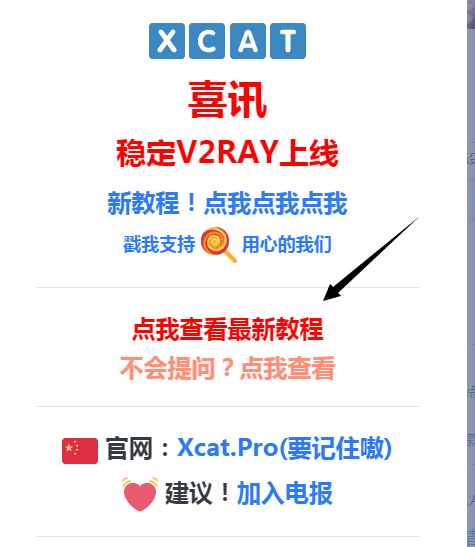 XCAT
喜讯
稳定V2RAY上线
新教程！点我点我点我
戳我支持 用心的我们
点我查看最新教程
不会提问？点我查看
官网：Xcat.Pro(要记住嗷)
建议！加入电报